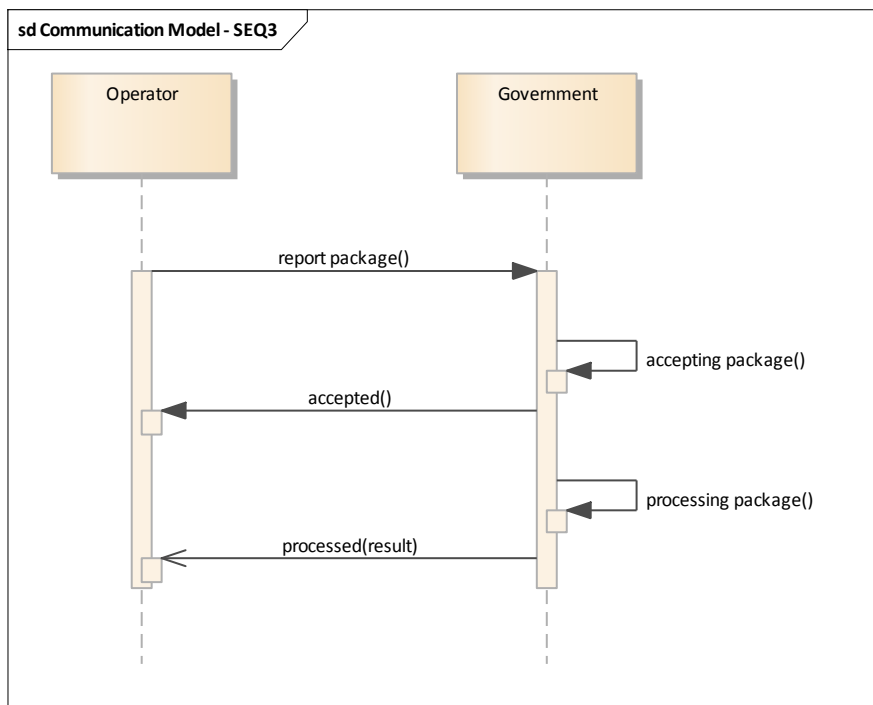 sd Communication Model - SEQ3
Operator
Government
report package()
accepting package()
accepted()
processing package()
processed(result)